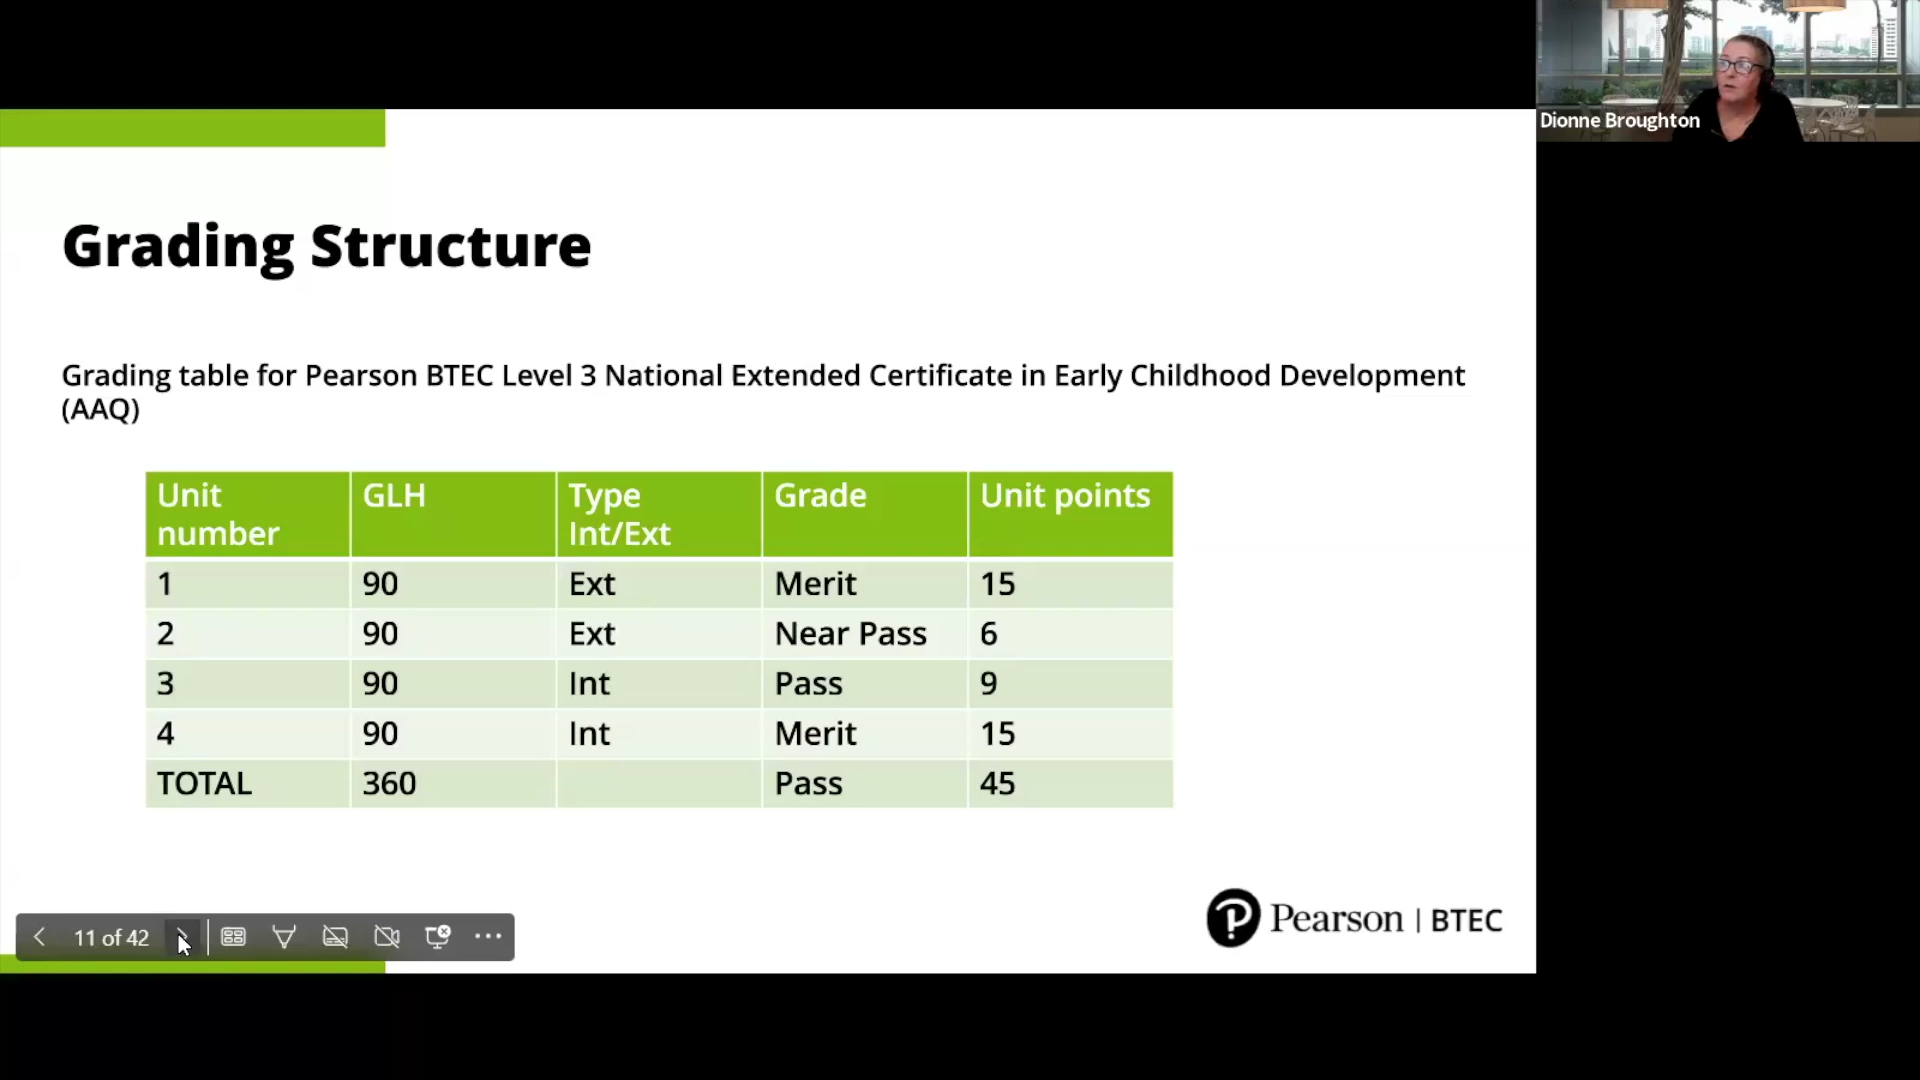 Dionne Broughton
Grading Structure
Grading table for Pearson BTEC Level 3 National Extended Certificate in Early Childhood Development
(AAQ)
Unit number GLH Type Int/Ext Grade Unit points
1 90 Ext Merit 15
2 90 Ext Near Pass 6
3 90 Int Pass 9
4 90 Int Merit 15
TOTAL 360 Pass 45
11 of 42
Pearson | BTEC